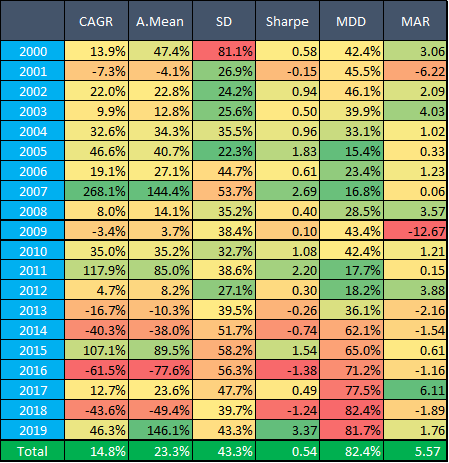 CAGR A.Mean SD Sharpe MDD MAR
2000 13.9% 47.4% 81.1% 0.58 42.4% 3.06
2001 -7.3% -4.1% 26.9% -0.15 45.5% -6.22
2002 22.0% 22.8% 24.2% 0.94 46.1% 2.09
2003 9.9% 12.8% 25.6% 0.50 39.9% 4.03
2004 32.6% 34.3% 35.5% 0.96 33.1% 1.02
2005 46.6% 40.7% 22.3% 1.83 15.4% 0.33
2006 19.1% 27.1% 44.7% 0.61 23.4% 1.23
2007 268.1% 144.4% 53.7% 2.69 16.8% 0.06
2008 8.0% 14.1% 35.2% 0.40 28.5% 3.57
2009 -3.4% 3.7% 38.4% 0.10 43.4% -12.67
2010 35.0% 35.2% 32.7% 1.08 42.4% 1.21
2011 117.9% 85.0% 38.6% 2.20 17.7% 0.15
2012 4.7% 8.2% 27.1% 0.30 18.2% 3.88
2013 -16.7% -10.3% 39.5% -0.26 36.1% -2.16
2014 -40.3% -38.0% 51.7% -0.74 62.1% -1.54
2015 107.1% 89.5% 58.2% 1.54 65.0% 0.61
2016 -61.5% -77.6% 56.3% -1.38 71.2% -1.16
2017 12.7% 23.6% 47.7% 0.49 77.5% 6.11
2018 -43.6% -49.4% 39.7% -1.24 82.4% -1.89
2019 46.3% 146.1% 43.3% 3.37 81.7% 1.76
Total 14.8% 23.3% 43.3% 0.54 82.4% 5.57